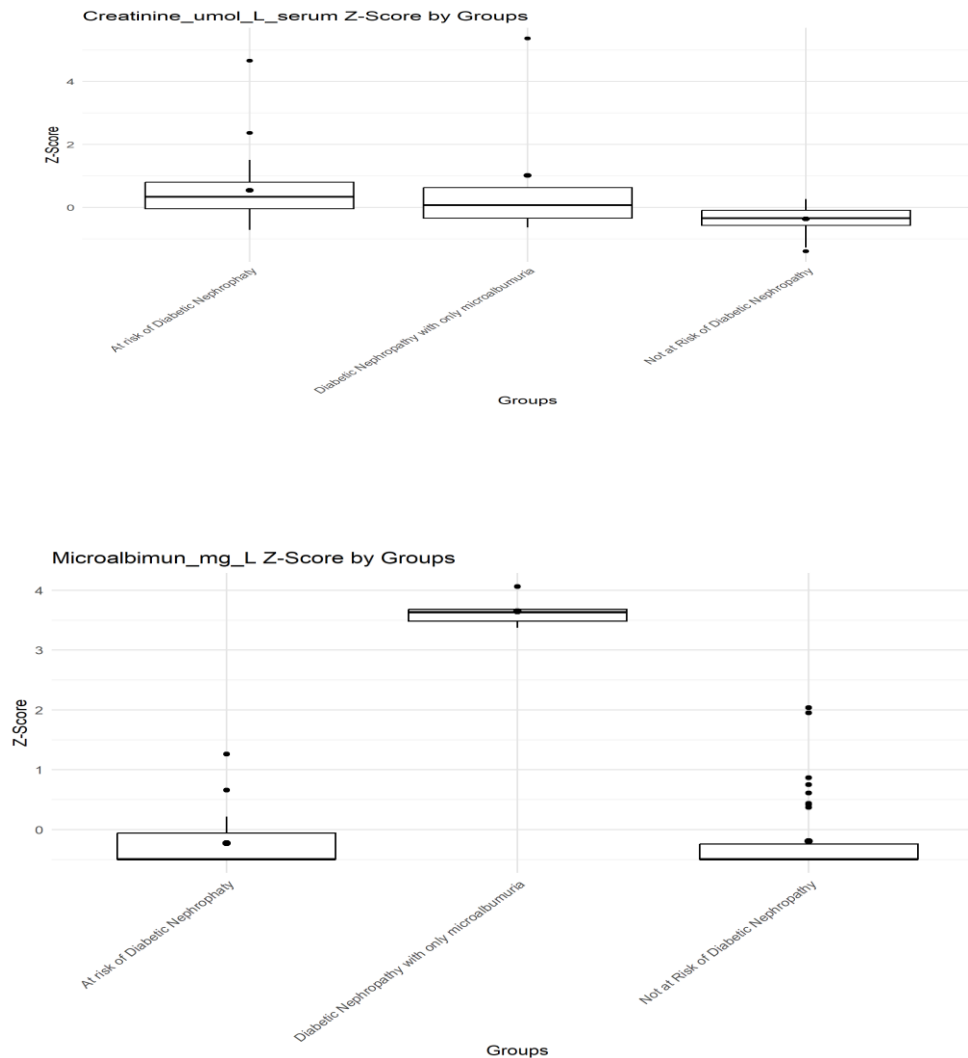 Creatinine_umol_L_serum Z-Score by Groups
4
2
0
Z-Score
At risk of Diabetic Nephrophaty
Diabetic Nephropathy with only microalbumuria
Not at Risk of Diabetic Nephropathy
Groups
Microalbimun_mg_L Z-Score by Groups
4
3
2
1
0
Z-Score
At risk of Diabetic Nephrophaty
Diabetic Nephropathy with only microalbumuria
Not at Risk of Diabetic Nephropathy
Groups